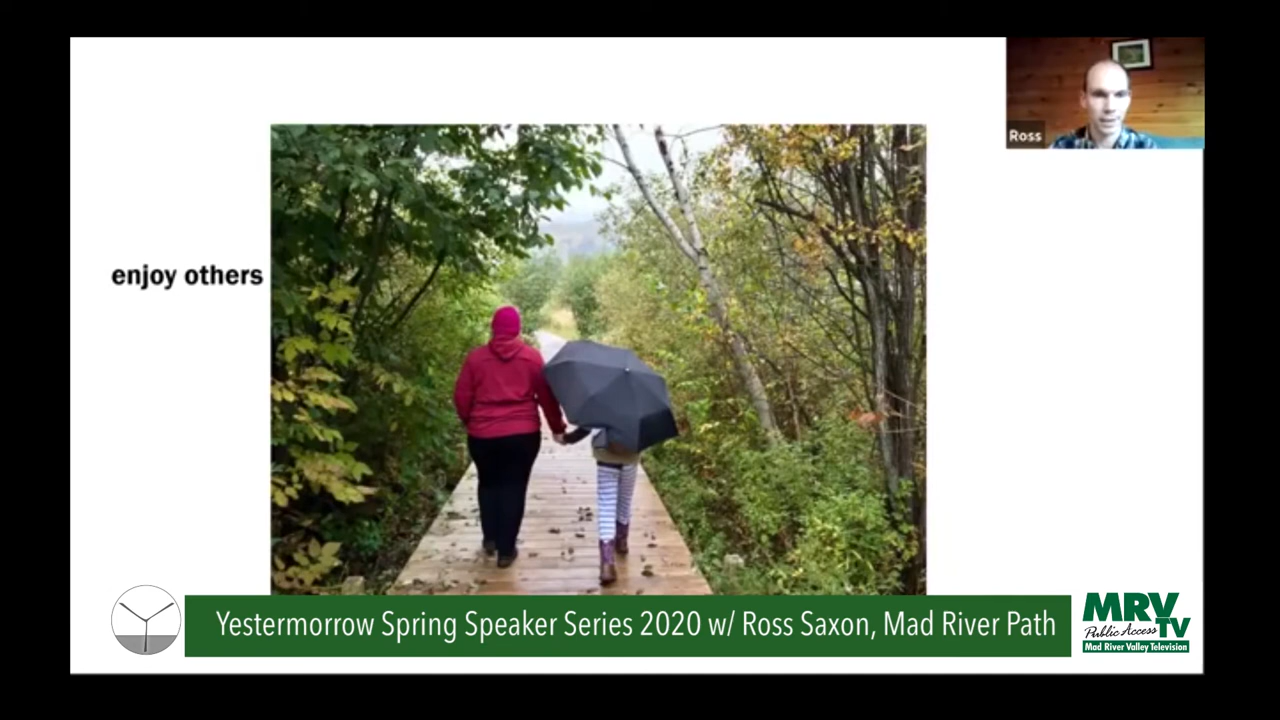 Ross
enjoy others
Yestermorrow Spring Speaker Series 2020 w/ Ross Saxon, Mad River Path
MRV
Public Access
TV
Mad River Valley Television